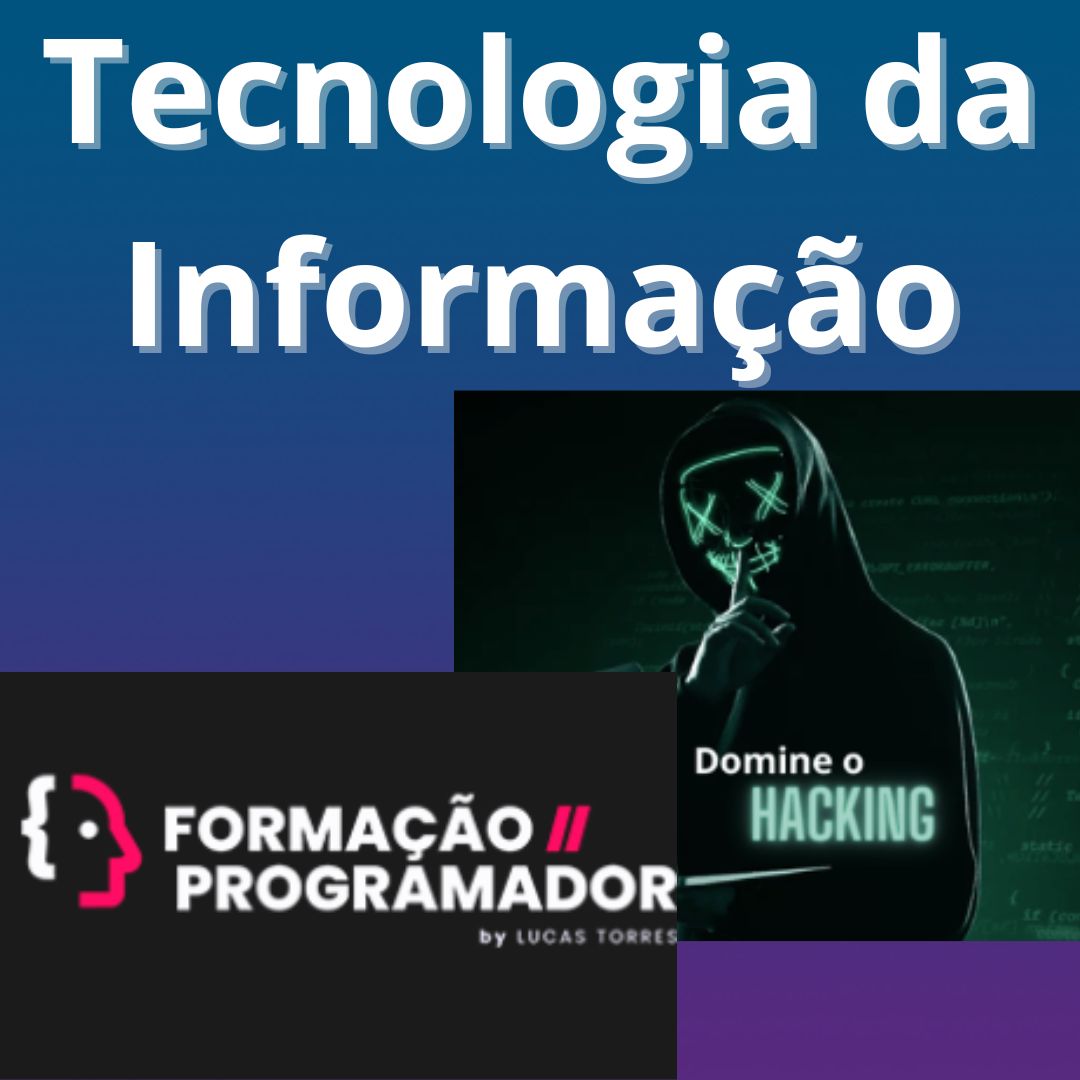 Tecnologia da
Informação
Domine o
HACKING
FORMAÇÃO //
PROGRAMADOR
by LUCAS TORRES